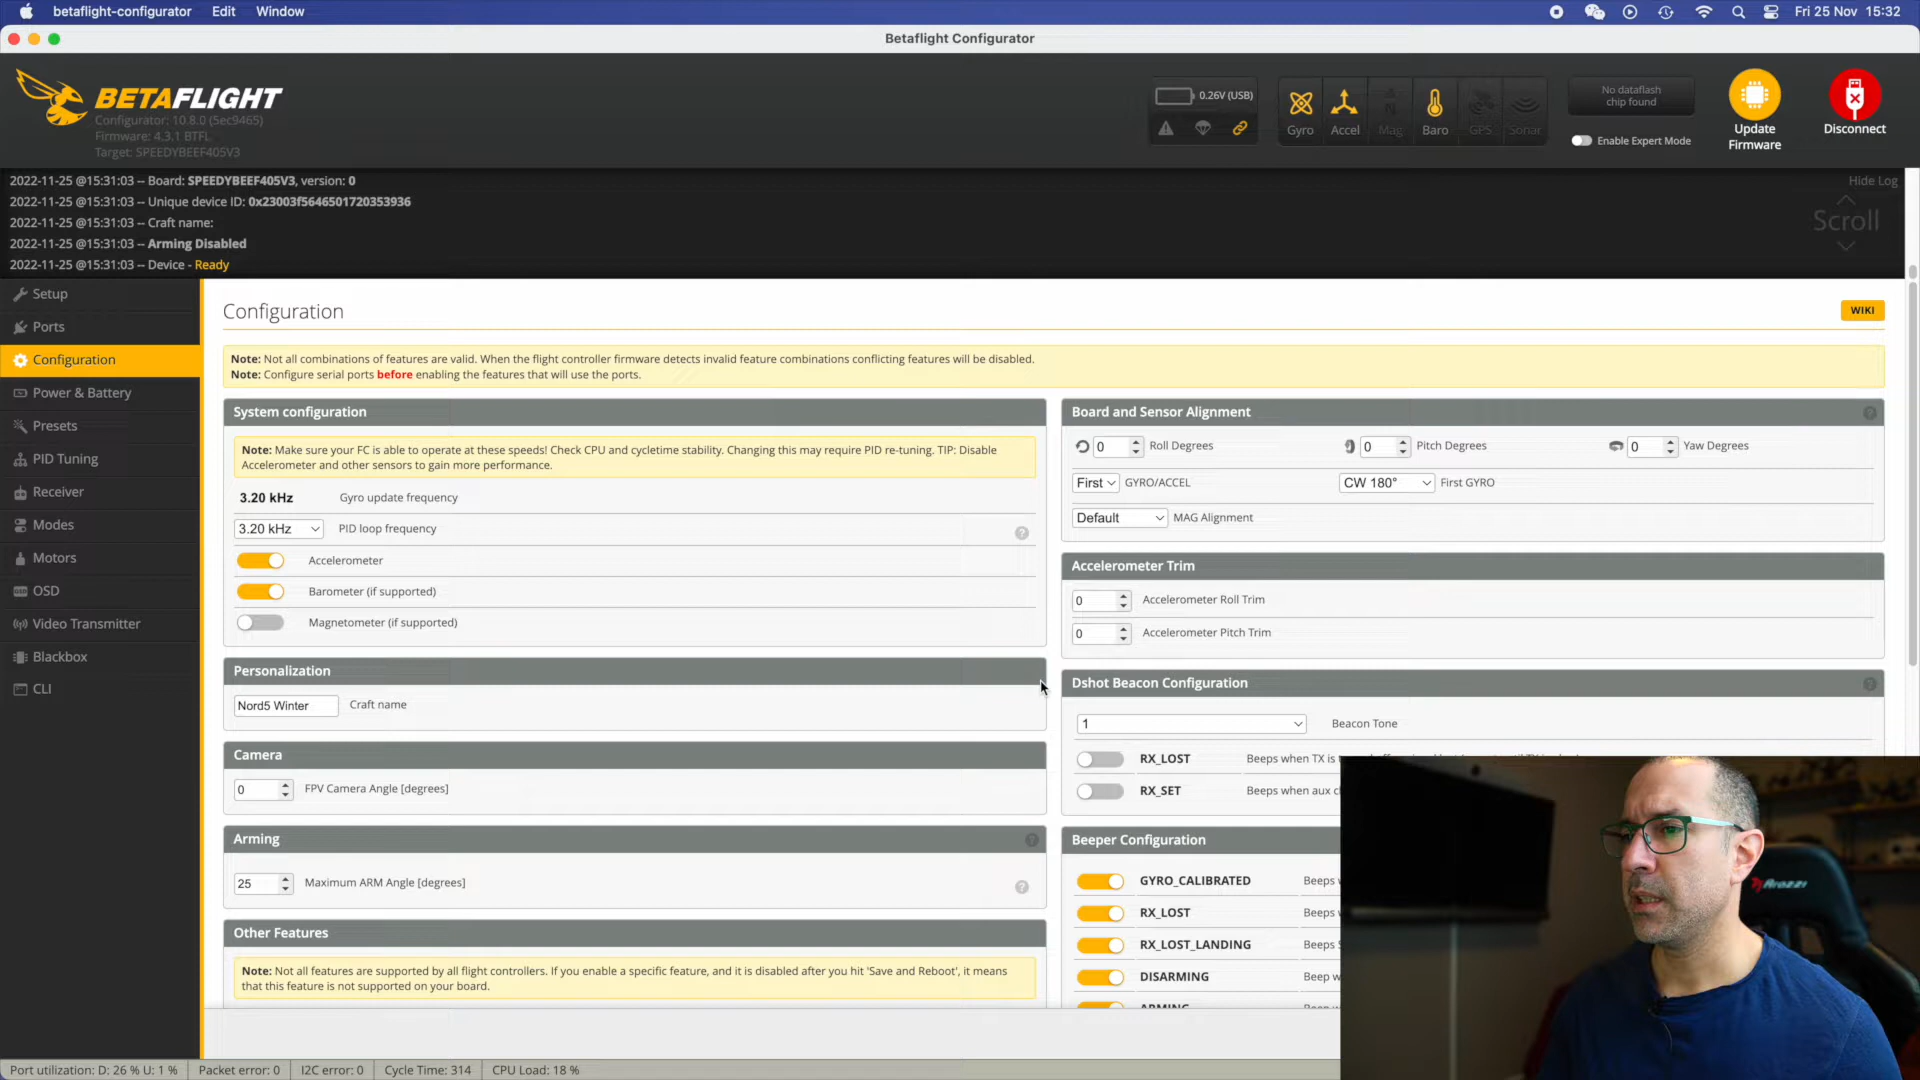 betaflight-configurator Edit Window
Fri 25 Nov 15:32
Betaflight Configurator
BETAFLIGHT
Configurator: 10.8.0 (5ec9465)
Firmware: 4.3.1 BTFL
Target: SPEEDYBEEF405V3
0.26V (USB)
Gyro Accel Mag Baro GPS Sonar
No dataflash
chip found
Enable Expert Mode
Update
Firmware
Disconnect
2022-11-25 @15:31:03 -- Board: SPEEDYBEEF405V3, version: 0
2022-11-25 @15:31:03 -- Unique device ID: 0x23003f5646501720353936
2022-11-25 @15:31:03 -- Craft name:
2022-11-25 @15:31:03 -- Arming Disabled
2022-11-25 @15:31:03 -- Device - Ready
Hide Log
Scroll
Setup
Ports
Configuration
Power & Battery
Presets
PID Tuning
Receiver
Modes
Motors
OSD
Video Transmitter
Blackbox
CLI
Configuration
WIKI
Note: Not all combinations of features are valid. When the flight controller firmware detects invalid feature combinations conflicting features will be disabled.
Note: Configure serial ports before enabling the features that will use the ports.
System configuration
Note: Make sure your FC is able to operate at these speeds! Check CPU and cycletime stability. Changing this may require PID re-tuning. TIP: Disable
Accelerometer and other sensors to gain more performance.
3.20 kHz Gyro update frequency
3.20 kHz PID loop frequency
Accelerometer
Barometer (if supported)
Magnetometer (if supported)
Personalization
Nord5 Winter Craft name
Camera
0 FPV Camera Angle [degrees]
Arming
25 Maximum ARM Angle [degrees]
Other Features
Note: Not all features are supported by all flight controllers. If you enable a specific feature, and it is disabled after you hit 'Save and Reboot', it means
that this feature is not supported on your board.
Board and Sensor Alignment
0 Roll Degrees 0 Pitch Degrees 0 Yaw Degrees
First GYRO/ACCEL CW 180° First GYRO
Default MAG Alignment
Accelerometer Trim
0 Accelerometer Roll Trim
0 Accelerometer Pitch Trim
Dshot Beacon Configuration
1 Beacon Tone
RX_LOST Beeps when TX is
RX_SET Beeps when aux
Beeper Configuration
GYRO_CALIBRATED Beeps
RX_LOST Beeps
RX_LOST_LANDING Beeps
DISARMING Beep
ARMING
Arozzi
Port utilization: D: 26 % U: 1 % Packet error: 0 I2C error: 0 Cycle Time: 314 CPU Load: 18 %